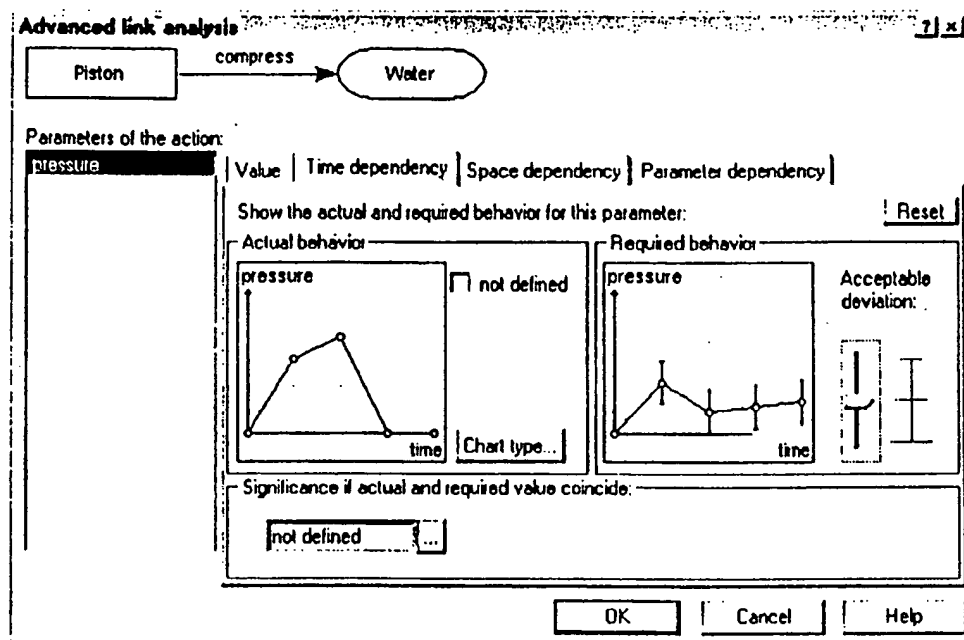 Advanced link analysis ? ×
Piston
compress
Water
Parameters of the action:
pressure
Value
Time dependency
Space dependency
Parameter dependency
Show the actual and required behavior for this parameter:
Reset
Actual behavior
pressure
not defined
time
Chart type...
Required behavior
pressure
time
Acceptable
deviation:
Significance if actual and required value coincide:
not defined
...
OK
Cancel
Help